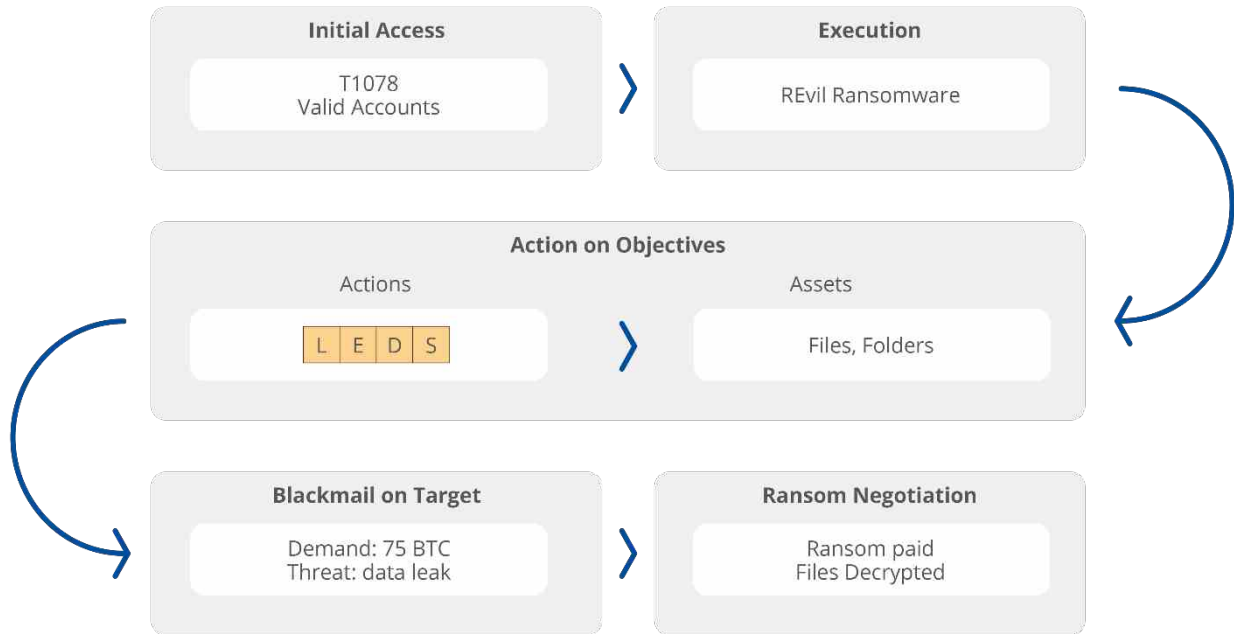 Initial Access
T1078
Valid Accounts
Execution
REvil Ransomware
Action on Objectives
Actions
L E D S
Assets
Files, Folders
Blackmail on Target
Demand: 75 BTC
Threat: data leak
Ransom Negotiation
Ransom paid
Files Decrypted